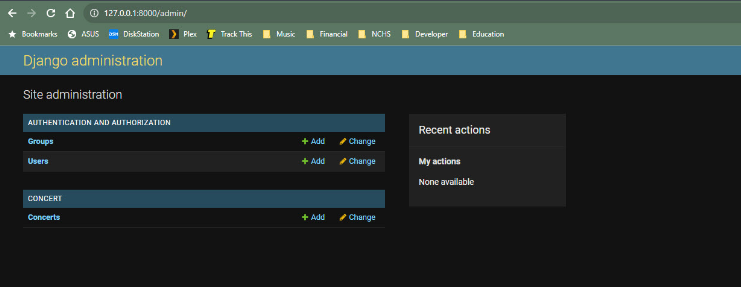 127.0.0.1:8000/admin/
Bookmarks ASUS DSM DiskStation Plex T Track This Music Financial NCHS Developer Education
Django administration
Site administration
AUTHENTICATION AND AUTHORIZATION
Groups Add Change
Users Add Change
CONCERT
Concerts Add Change
Recent actions
My actions
None available